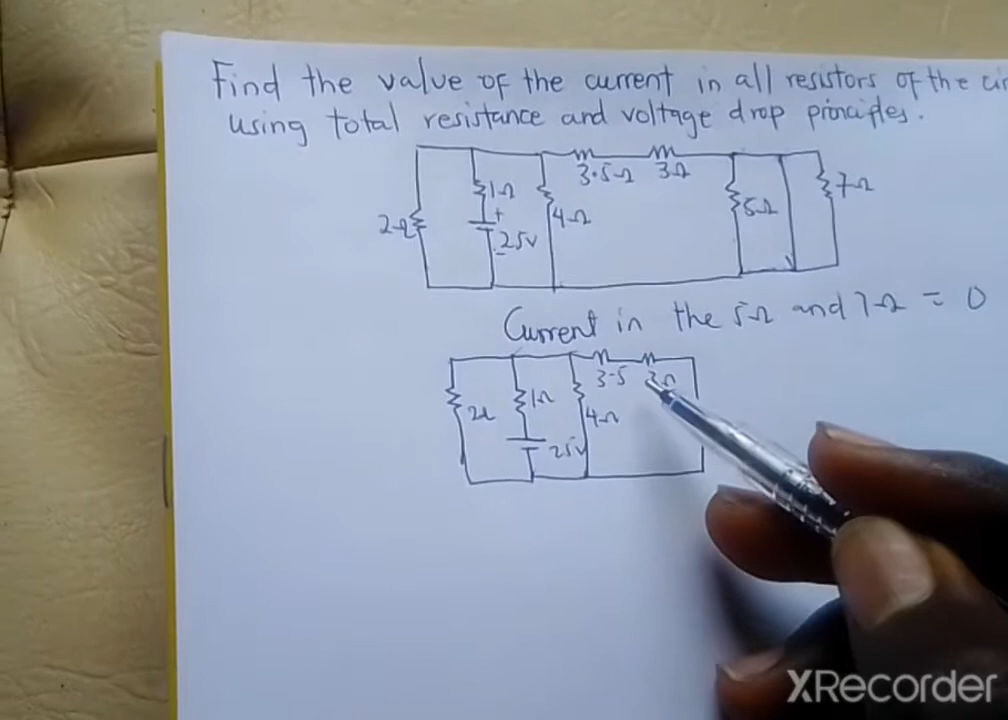 Find the value of the current in all resistors of the
using total resistance and voltage drop principles.
3.5Ω 3Ω
2Ω 1Ω + 25V - 4Ω 5Ω 7Ω
Current in the 5Ω and 7Ω = 0
3.5 3Ω
2Ω 1Ω 25V 4Ω
XRecorder